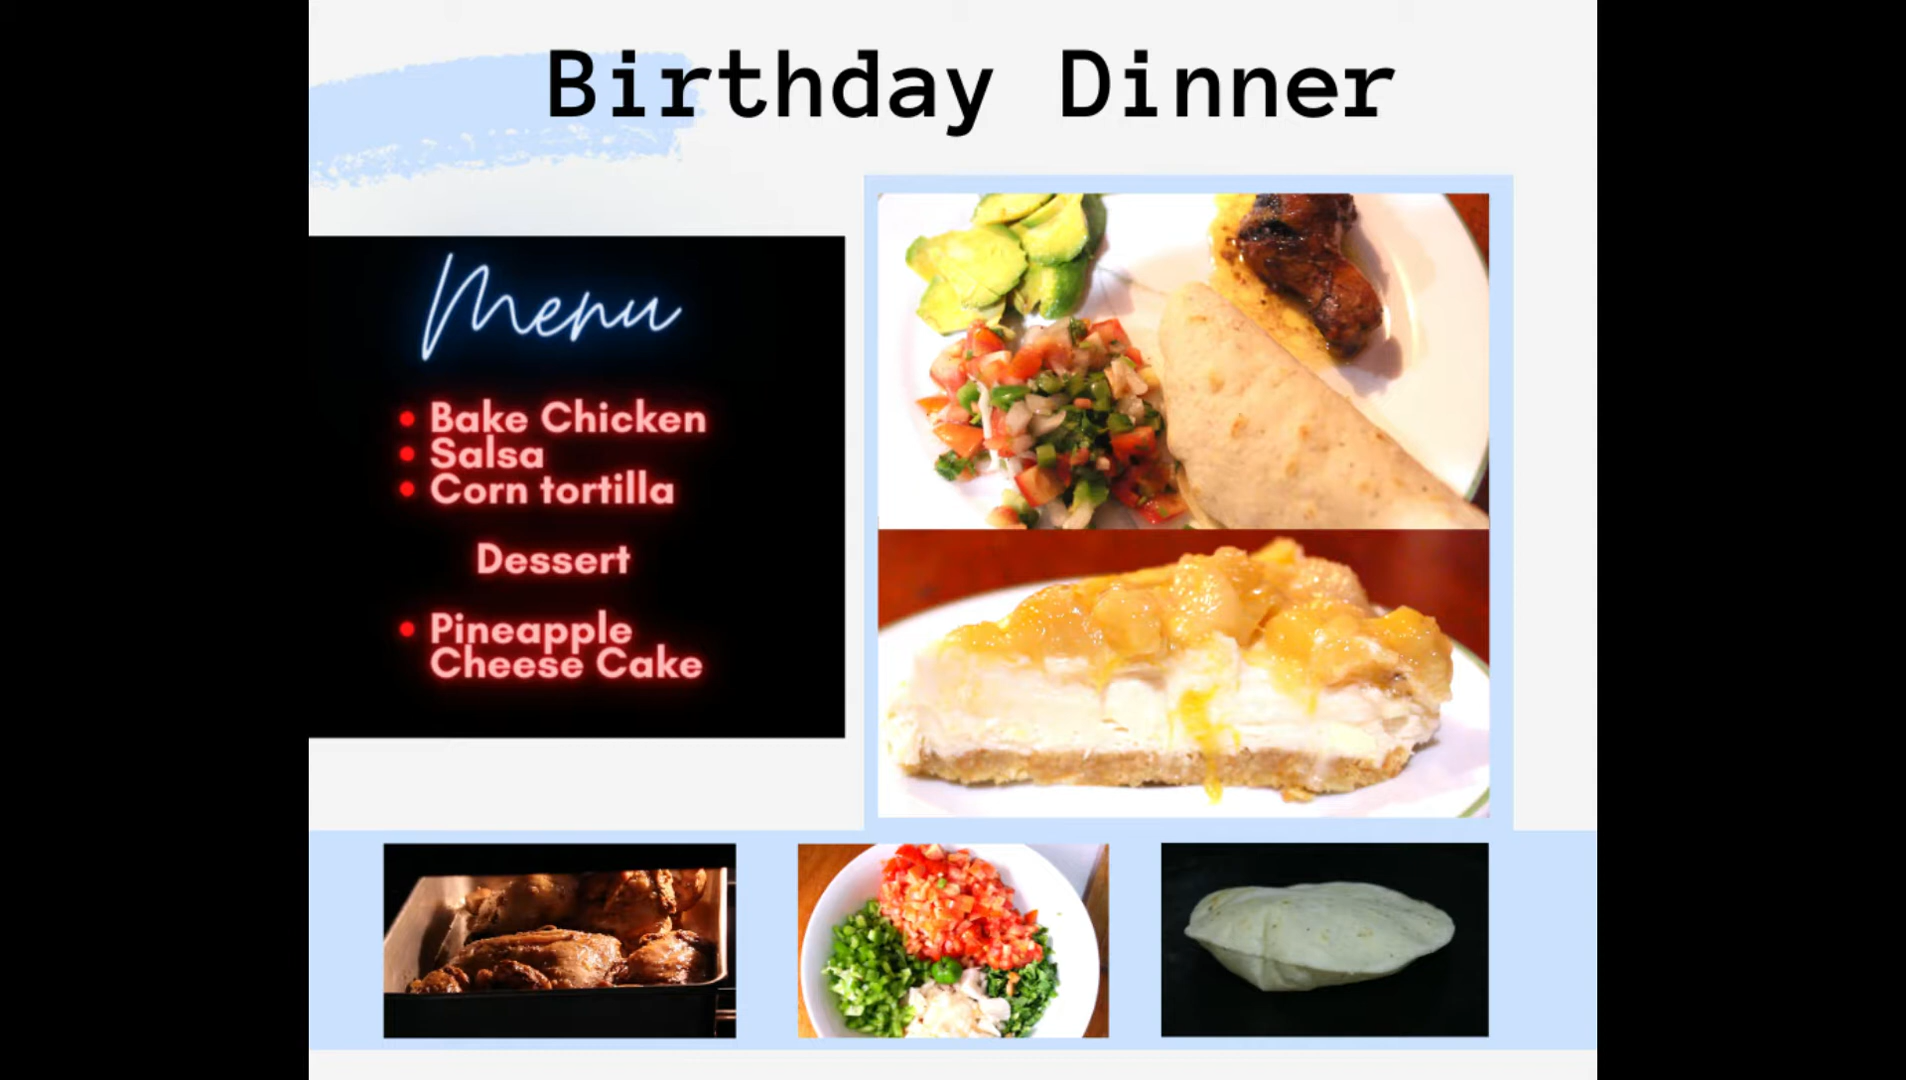 Birthday Dinner
Menu
• Bake Chicken
• Salsa
• Corn tortilla
Dessert
• Pineapple
Cheese Cake